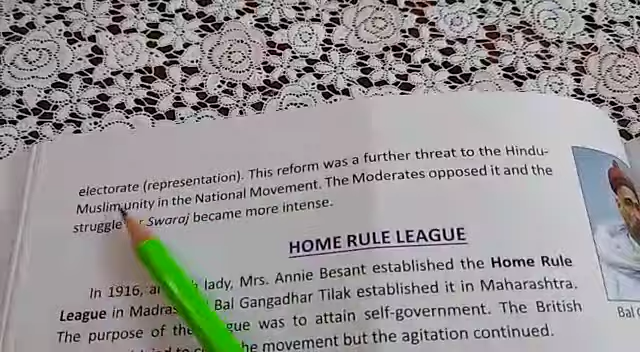 electorate (representation). This reform was a further threat to the Hindu-
Muslim unity in the National Movement. The Moderates opposed it and the
struggle Swaraj became more intense.
HOME RULE LEAGUE
In 1916, lady, Mrs. Annie Besant established the Home Rule
League in Madras Bal Gangadhar Tilak established it in Maharashtra.
The purpose of the was to attain self-government. The British
the movement but the agitation continued.
Bal